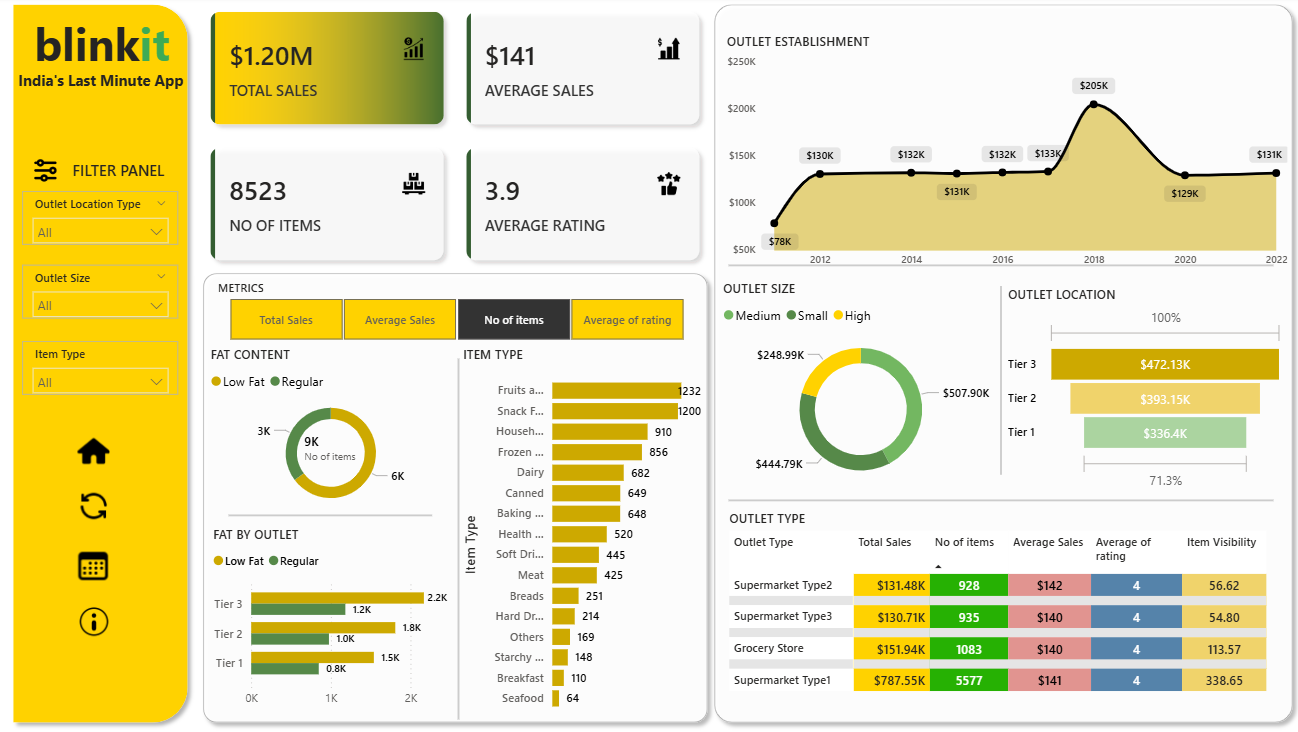 blinkit
India's Last Minute App
FILTER PANEL
Outlet Location Type
All
Outlet Size
All
Item Type
All
$1.20M
TOTAL SALES
$141
AVERAGE SALES
8523
NO OF ITEMS
3.9
AVERAGE RATING
METRICS
Total Sales
Average Sales
No of items
Average of rating
FAT CONTENT
Low Fat
Regular
3K
9K
No of items
6K
FAT BY OUTLET
Low Fat
Regular
Tier 3
2.2K
1.2K
Tier 2
1.8K
1.0K
Tier 1
1.5K
0.8K
0K
1K
2K
ITEM TYPE
Item Type
Fruits a... 1232
Snack F... 1200
Househ... 910
Frozen ... 856
Dairy 682
Canned 649
Baking ... 648
Health ... 520
Soft Dri... 445
Meat 425
Breads 251
Hard Dr... 214
Others 169
Starchy ... 148
Breakfast 110
Seafood 64
OUTLET ESTABLISHMENT
$250K
$200K
$150K
$100K
$50K
$78K
$130K
$132K
$131K
$132K
$133K
$205K
$129K
$131K
2012
2014
2016
2018
2020
2022
OUTLET SIZE
Medium
Small
High
$248.99K
$507.90K
$444.79K
OUTLET LOCATION
100%
Tier 3 $472.13K
Tier 2 $393.15K
Tier 1 $336.4K
71.3%
OUTLET TYPE
Outlet Type Total Sales No of items Average Sales Average of rating Item Visibility
Supermarket Type2 $131.48K 928 $142 4 56.62
Supermarket Type3 $130.71K 935 $140 4 54.80
Grocery Store $151.94K 1083 $140 4 113.57
Supermarket Type1 $787.55K 5577 $141 4 338.65